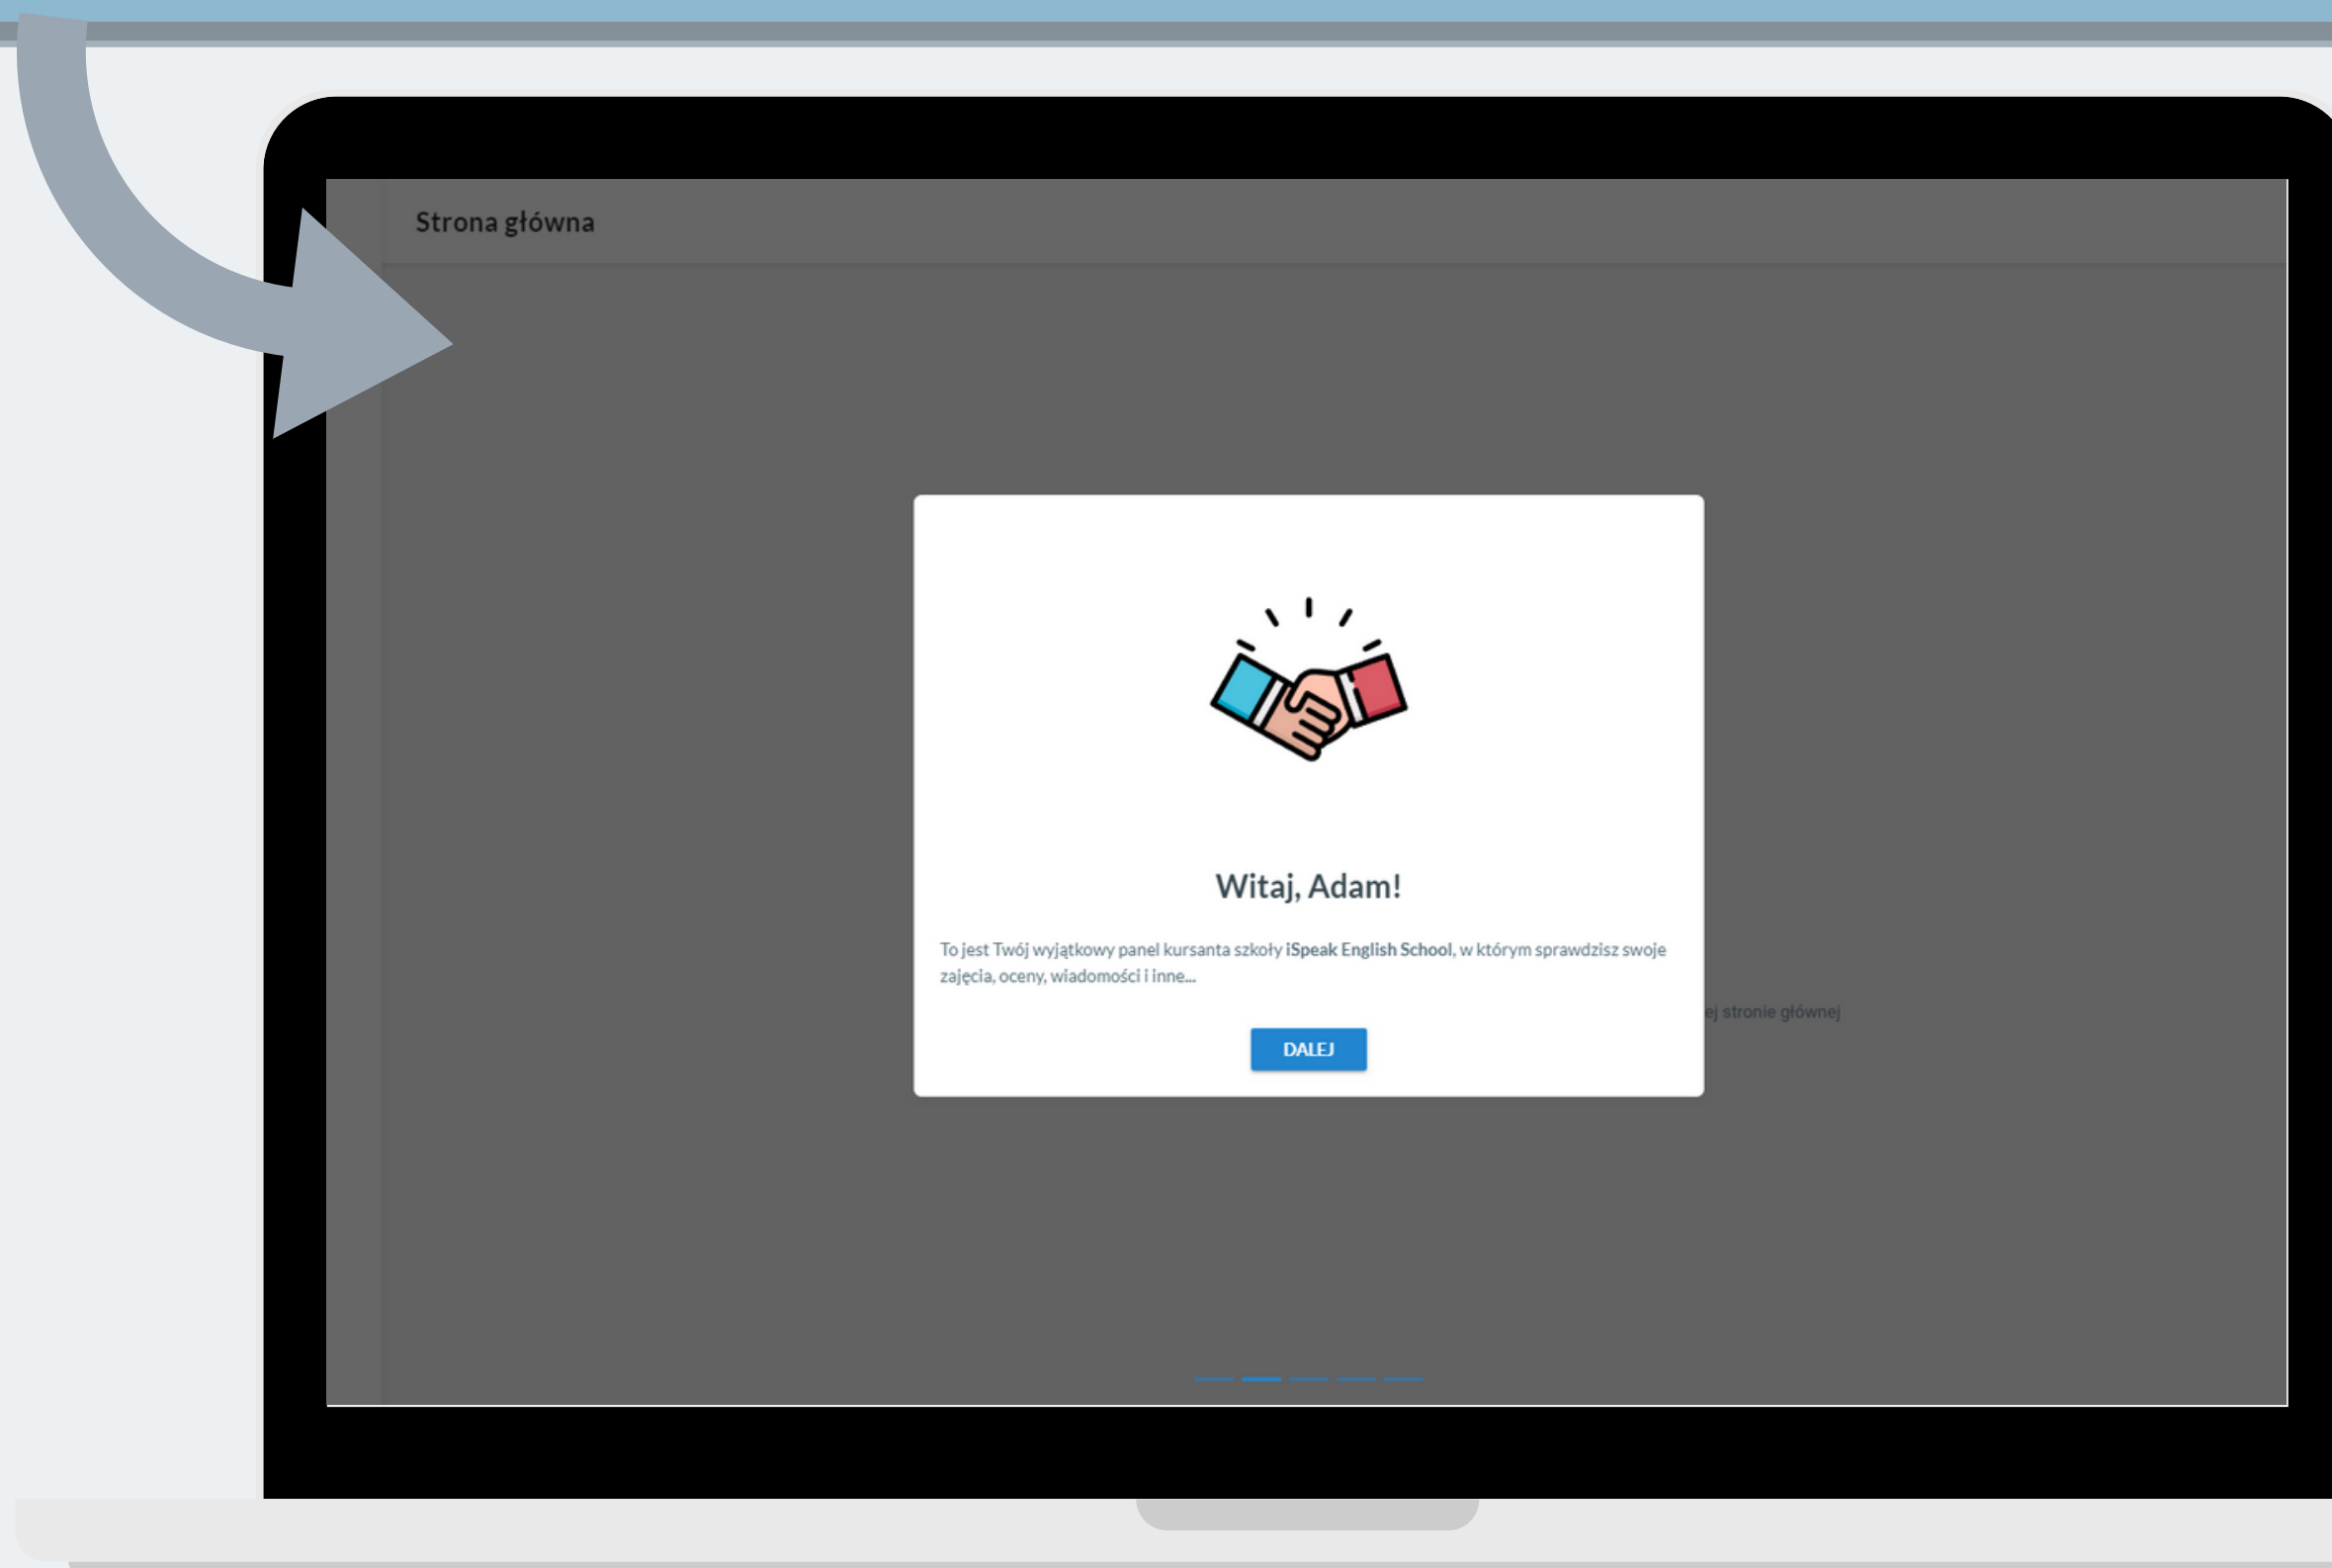 Strona główna
Witaj, Adam!
To jest Twój wyjątkowy panel kursanta szkoły iSpeak English School, w którym sprawdzisz swoje
zajęcia, oceny, wiadomości i inne...
ej stronie głównej
DALEJ